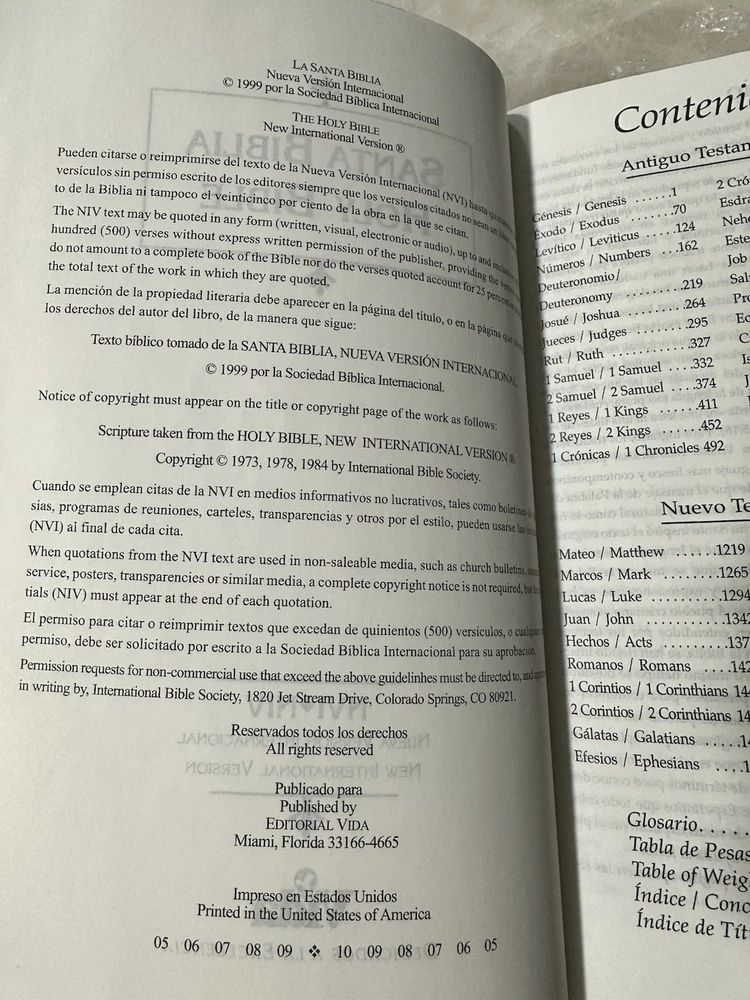 LA SANTA BIBLIA
Nueva Versión Internacional
© 1999 por la Sociedad Bíblica Internacional
THE HOLY BIBLE
New International Version ®
Pueden citarse o reimprimirse del texto de la Nueva Versión Internacional (NVI) hasta
versículos sin permiso escrito de los editores siempre que los versículos citados no sean un
to de la Biblia ni tampoco el veinticinco por ciento de la obra en la que se citan.
The NIV text may be quoted in any form (written, visual, electronic or audio), up to and
hundred (500) verses without express written permission of the publisher, providing the
do not amount to a complete book of the Bible nor do the verses quoted account for 25 percent
the total text of the work in which they are quoted.
La mención de la propiedad literaria debe aparecer en la página del título, o en la página que
los derechos del autor del libro, de la manera que sigue:
Texto bíblico tomado de la SANTA BIBLIA, NUEVA VERSIÓN INTERNACIONAL.
© 1999 por la Sociedad Bíblica Internacional.
Notice of copyright must appear on the title or copyright page of the work as follows:
Scripture taken from the HOLY BIBLE, NEW INTERNATIONAL VERSION ®.
Copyright © 1973, 1978, 1984 by International Bible Society.
Cuando se emplean citas de la NVI en medios informativos no lucrativos, tales como
sias, programas de reuniones, carteles, transparencias y otros por el estilo, pueden usarse las
(NVI) al final de cada cita.
When quotations from the NVI text are used in non-saleable media, such as church bulletins,
service, posters, transparencies or similar media, a complete copyright notice is not required, but
tials (NIV) must appear at the end of each quotation.
El permiso para citar o reimprimir textos que excedan de quinientos (500) versículos, o
permiso, debe ser solicitado por escrito a la Sociedad Bíblica Internacional para su aprobación.
Permission requests for non-commercial use that exceed the above guidelinhes must be directed to, and
in writing by, International Bible Society, 1820 Jet Stream Drive, Colorado Springs, CO 80921.
Reservados todos los derechos
All rights reserved
Publicado para
Published by
EDITORIAL VIDA
Miami, Florida 33166-4665
Impreso en Estados Unidos
Printed in the United States of America
05 06 07 08 09 ❖ 10 09 08 07 06 05
Conteni
Antiguo Testam
Génesis / Genesis ......1
Éxodo / Exodus .......70
Levítico / Leviticus .....124
Números / Numbers ...162
Deuteronomio/
Deuteronomy .........219
Josué / Joshua .......264
Jueces / Judges .......295
Rut / Ruth ...........327
1 Samuel / 1 Samuel ....332
2 Samuel / 2 Samuel ....374
1 Reyes / 1 Kings ......411
2 Reyes / 2 Kings ......452
1 Crónicas / 1 Chronicles 492
2 Cró
Esdra
Nehe
Este
Job
Sal
Pro
Ec
Nuevo Te
Mateo / Matthew ......1219
Marcos / Mark ........1265
Lucas / Luke .........1294
Juan / John ..........1342
Hechos / Acts ........137
Romanos / Romans ....142
1 Corintios / 1 Corinthians 14
2 Corintios / 2 Corinthians 14
Gálatas / Galatians .....14
Efesios / Ephesians ....1
Glosario....
Tabla de Pesas
Table of Weig
Índice / Conc
Índice de Tít